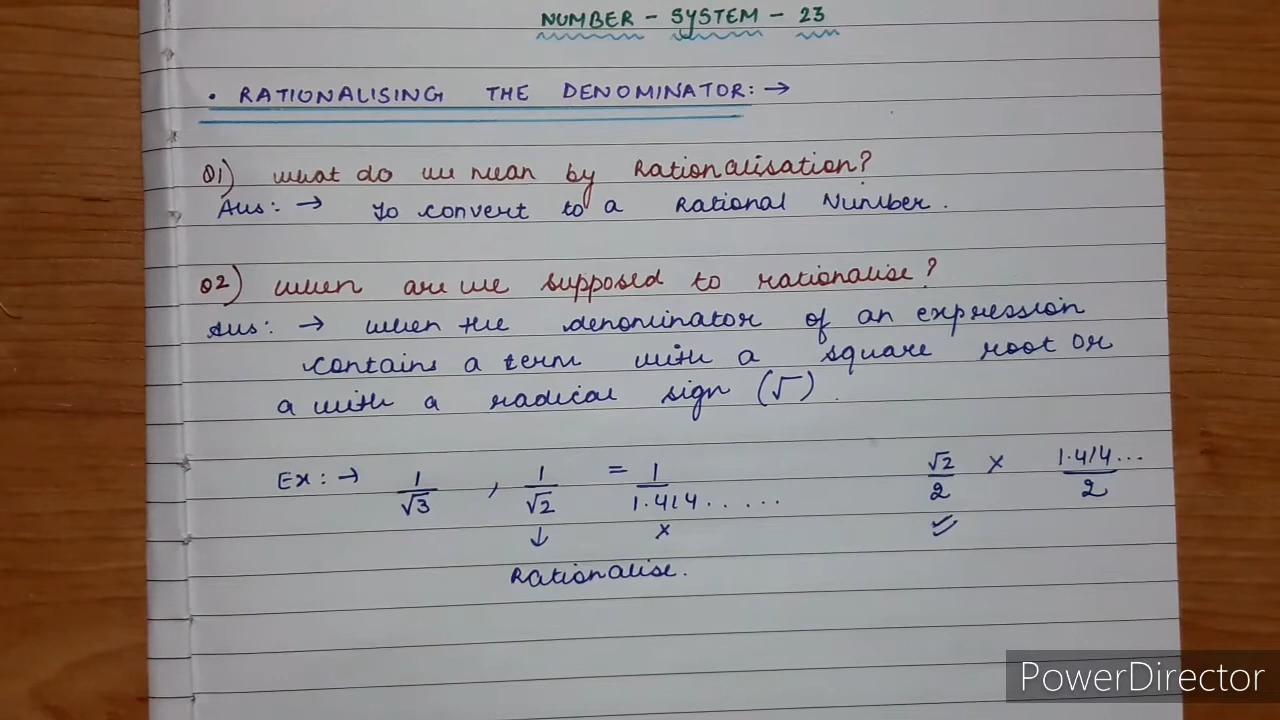 NUMBER - SYSTEM - 23
• RATIONALISING THE DENOMINATOR: →
Q1) What do we mean by Rationalisation?
Ans: → To convert to a Rational Number.
Q2) When are we supposed to rationalise?
Ans: → When the denominator of an expression
contains a term with a square root or
a with a radical sign (√).
Ex: → 1/√3 , 1/√2 = 1/1.414...... √2/2 × 1.414.../2
↓ ×
Rationalise.
PowerDirector